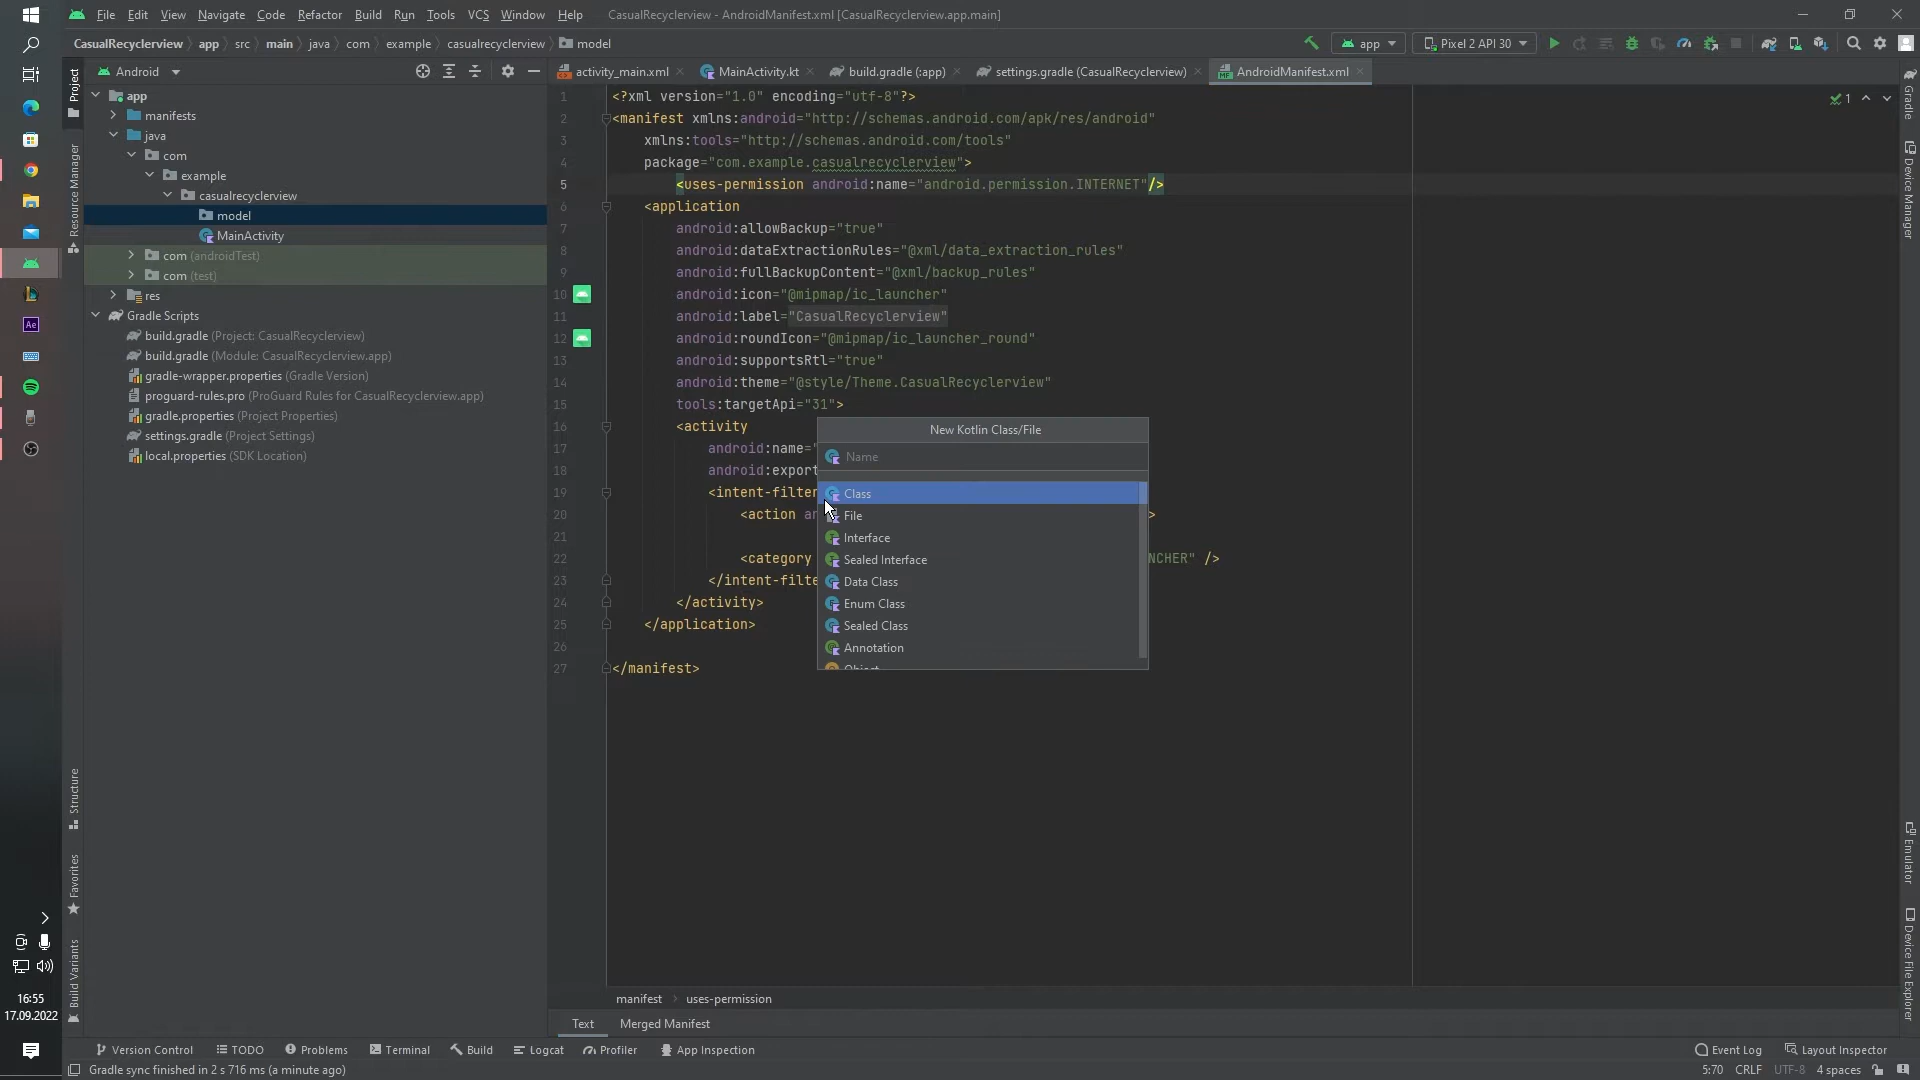 File Edit View Navigate Code Refactor Build Run Tools VCS Window Help CasualRecyclerview - AndroidManifest.xml [CasualRecyclerview.app.main]
CasualRecyclerview app src main java com example casualrecyclerview model app Pixel 2 API 30
Android
activity_main.xml MainActivity.kt build.gradle (:app) settings.gradle (CasualRecyclerview) AndroidManifest.xml
Project
Resource Manager
Structure
Favorites
Build Variants
app
manifests
java
com
example
casualrecyclerview
model
MainActivity
com (androidTest)
com (test)
res
Gradle Scripts
build.gradle (Project: CasualRecyclerview)
build.gradle (Module: CasualRecyclerview.app)
gradle-wrapper.properties (Gradle Version)
proguard-rules.pro (ProGuard Rules for CasualRecyclerview.app)
gradle.properties (Project Properties)
settings.gradle (Project Settings)
local.properties (SDK Location)
1 <?xml version="1.0" encoding="utf-8"?>
2 <manifest xmlns:android="http://schemas.android.com/apk/res/android"
3 xmlns:tools="http://schemas.android.com/tools"
4 package="com.example.casualrecyclerview">
5 <uses-permission android:name="android.permission.INTERNET"/>
6 <application
7 android:allowBackup="true"
8 android:dataExtractionRules="@xml/data_extraction_rules"
9 android:fullBackupContent="@xml/backup_rules"
10 android:icon="@mipmap/ic_launcher"
11 android:label="CasualRecyclerview"
12 android:roundIcon="@mipmap/ic_launcher_round"
13 android:supportsRtl="true"
14 android:theme="@style/Theme.CasualRecyclerview"
15 tools:targetApi="31">
16 <activity
17 android:name="
18 android:export
19 <intent-filter
20 <action an >
21
22 <category NCHER" />
23 </intent-filte
24 </activity>
25 </application>
26
27 </manifest>
1
New Kotlin Class/File
Name
Class
File
Interface
Sealed Interface
Data Class
Enum Class
Sealed Class
Annotation
Object
Gradle
Device Manager
Emulator
Device File Explorer
Ae
16:55
17.09.2022
manifest uses-permission
Text Merged Manifest
Version Control TODO Problems Terminal Build Logcat Profiler App Inspection Event Log Layout Inspector
Gradle sync finished in 2 s 716 ms (a minute ago) 5:70 CRLF UTF-8 4 spaces